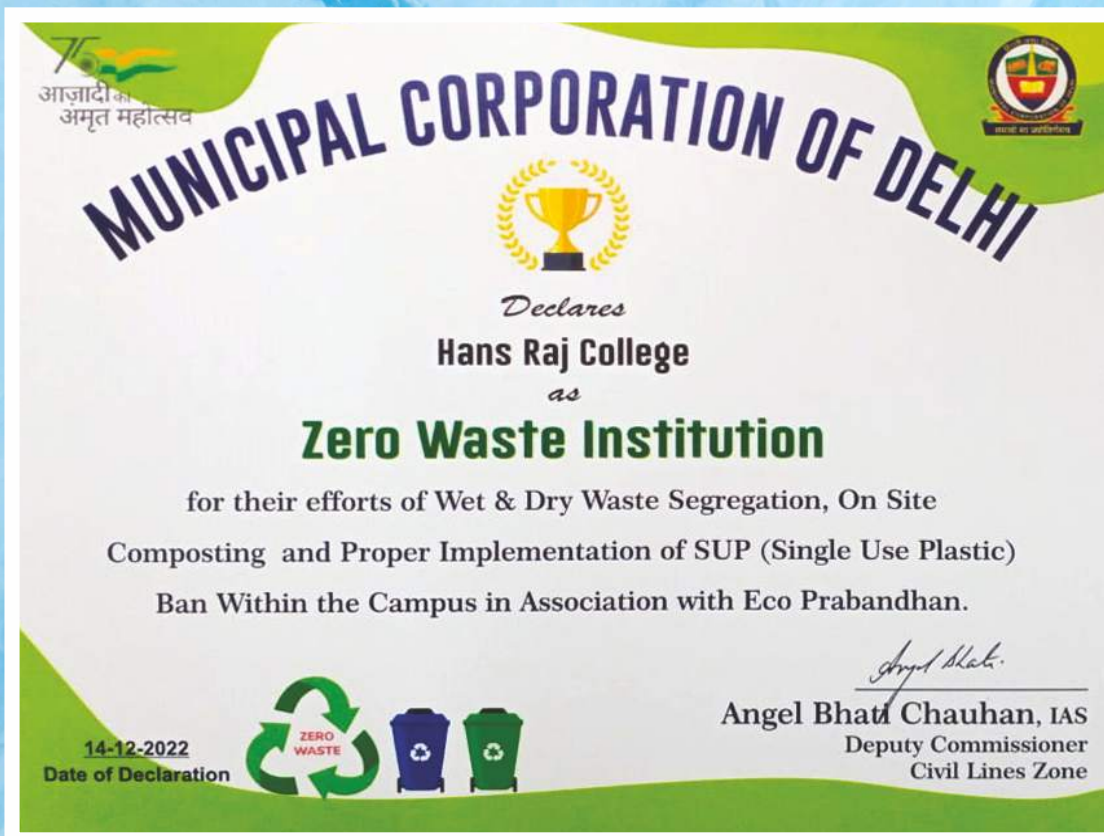 75
आज़ादी का
अमृत महोत्सव
MUNICIPAL CORPORATION OF DELHI
Declares
Hans Raj College
as
Zero Waste Institution
for their efforts of Wet & Dry Waste Segregation, On Site
Composting and Proper Implementation of SUP (Single Use Plastic)
Ban Within the Campus in Association with Eco Prabandhan.
Angel Bhati
Angel Bhati Chauhan, IAS
Deputy Commissioner
Civil Lines Zone
ZERO
WASTE
14-12-2022
Date of Declaration